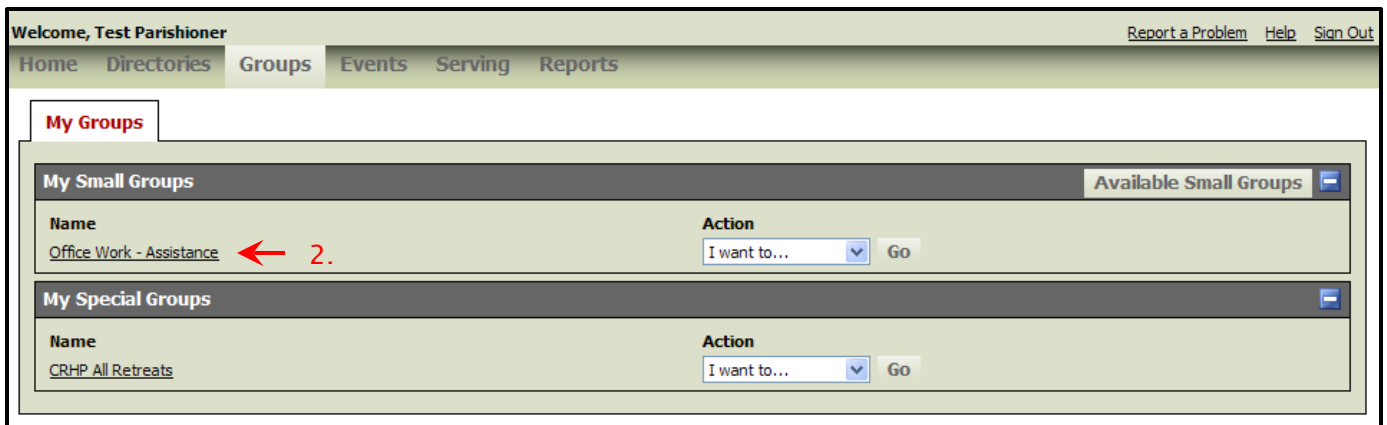 Welcome, Test Parishioner Report a Problem Help Sign Out
Home Directories Groups Events Serving Reports
My Groups
My Small Groups Available Small Groups
Name Action
Office Work - Assistance 2. I want to... Go
My Special Groups
Name Action
CRHP All Retreats I want to... Go